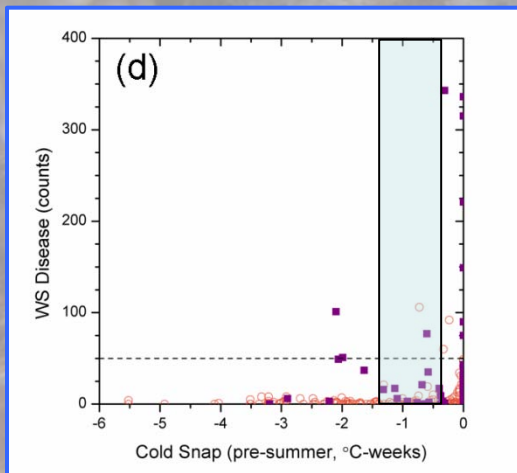 (d)
400
300
200
100
0
WS Disease (counts)
-6 -5 -4 -3 -2 -1 0
Cold Snap (pre-summer, °C-weeks)